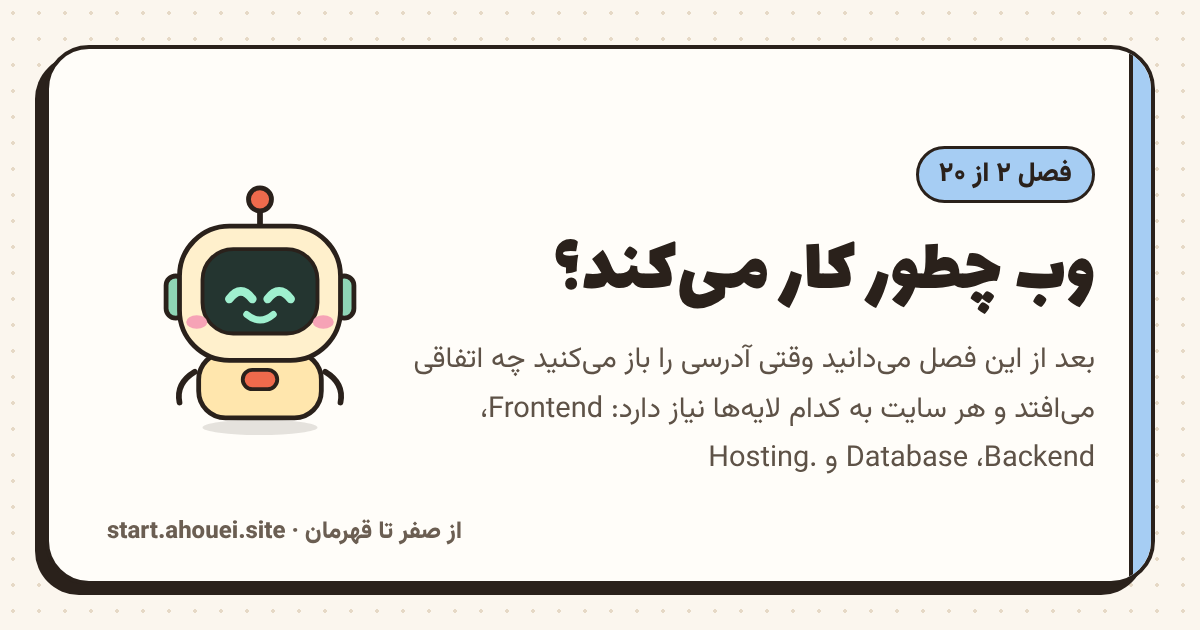 فصل ۲ از ۲۰
وب چطور کار می‌کند؟
بعد از این فصل می‌دانید وقتی آدرسی را باز می‌کنید چه اتفاقی
می‌افتد و هر سایت به کدام لایه‌ها نیاز دارد: Frontend،
Backend، Database و Hosting.
از صفر تا قهرمان · start.ahouei.site